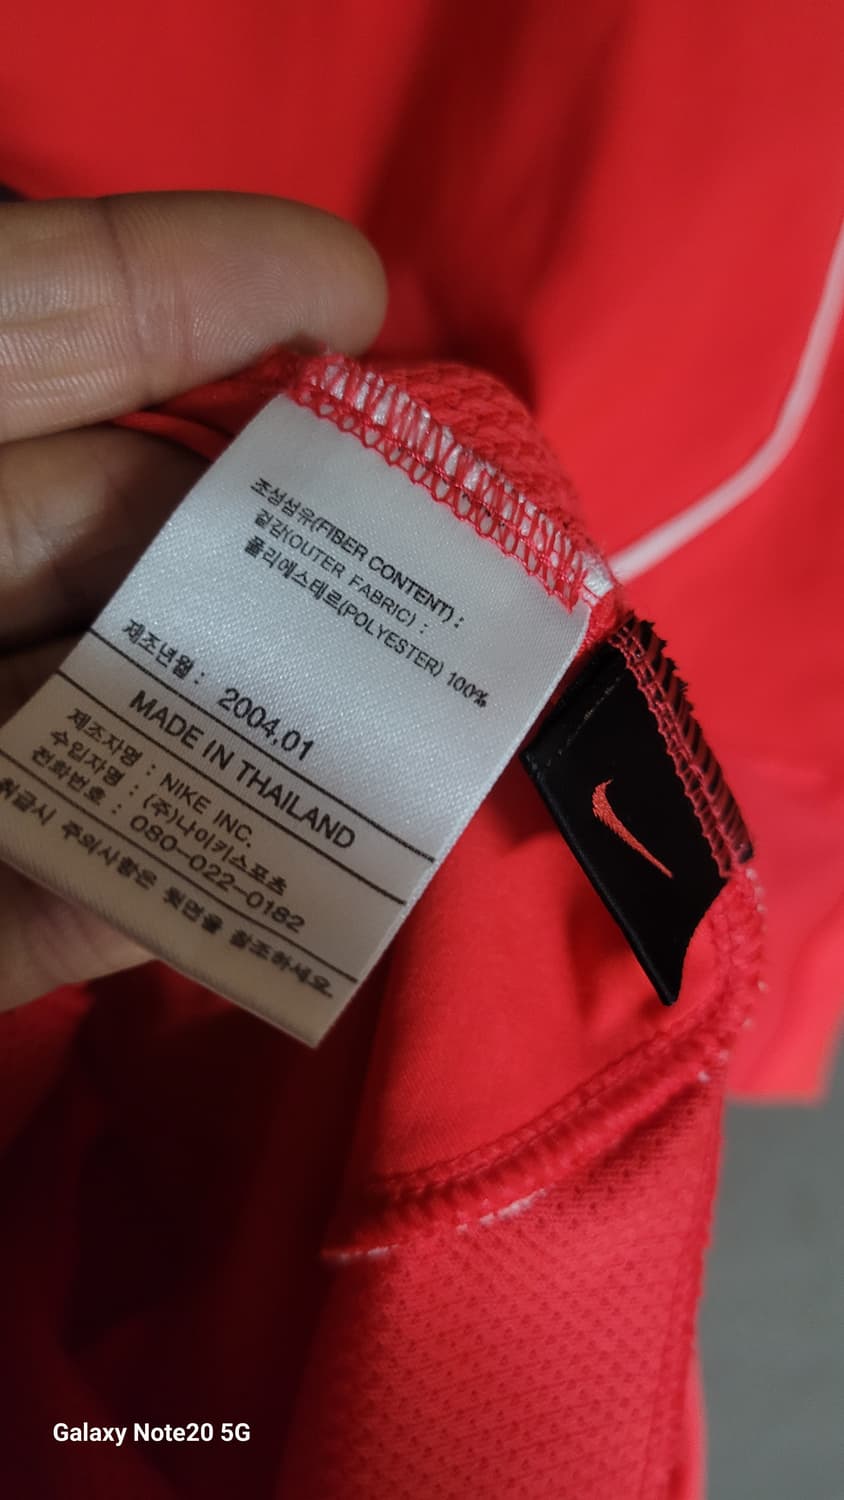 조성섬유(FIBER CONTENT) :
겉감(OUTER FABRIC) :
폴리에스테르(POLYESTER) 100%
제조년월 : 2004.01
MADE IN THAILAND
제조자명 : NIKE INC.
수입자명 : (주)나이키스포츠
전화번호 : 080-022-0182
취급시 주의사항은 뒷면을 참조하세요.
Galaxy Note20 5G